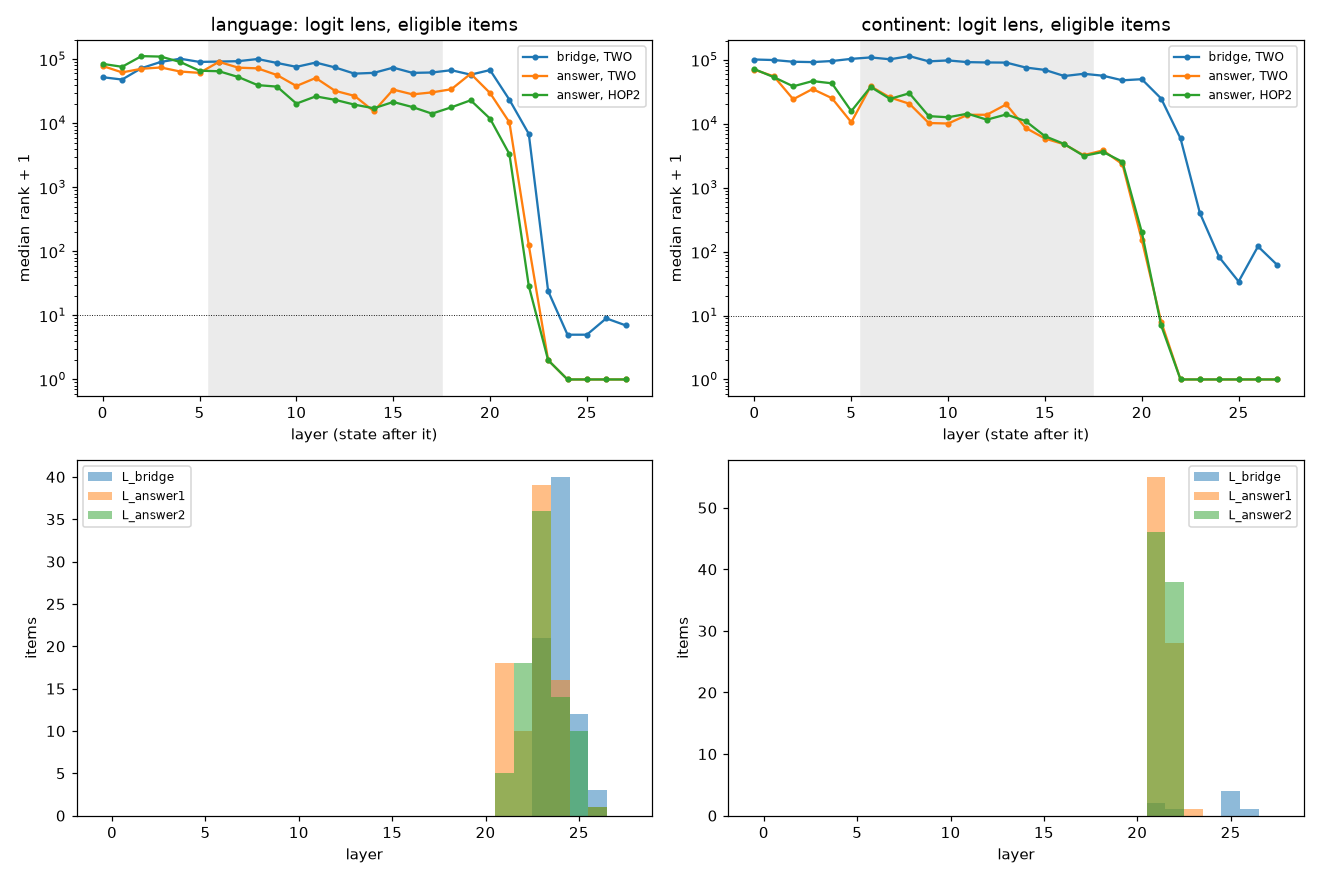 language: logit lens, eligible items
median rank + 1
10⁵
10⁴
10³
10²
10¹
10⁰
bridge, TWO
answer, TWO
answer, HOP2
0 5 10 15 20 25
layer (state after it)
continent: logit lens, eligible items
median rank + 1
10⁵
10⁴
10³
10²
10¹
10⁰
bridge, TWO
answer, TWO
answer, HOP2
0 5 10 15 20 25
layer (state after it)
items
40
35
30
25
20
15
10
5
0
L_bridge
L_answer1
L_answer2
0 5 10 15 20 25
layer
items
50
40
30
20
10
0
L_bridge
L_answer1
L_answer2
0 5 10 15 20 25
layer